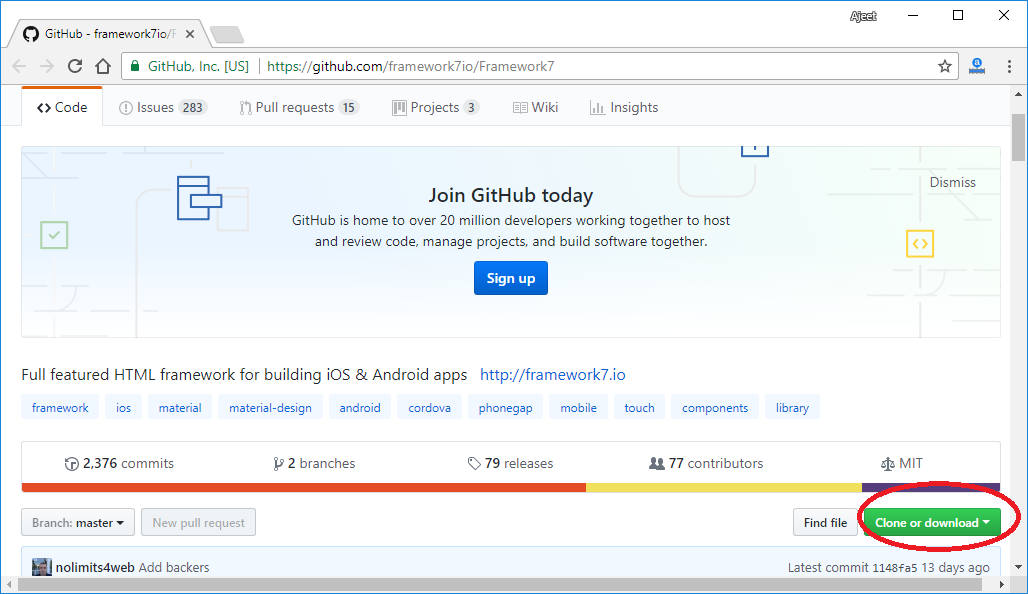 Ajeet
GitHub - framework7io/F
GitHub, Inc. [US] https://github.com/framework7io/Framework7
a
Code Issues 283 Pull requests 15 Projects 3 Wiki Insights
Join GitHub today
Dismiss
GitHub is home to over 20 million developers working together to host
and review code, manage projects, and build software together.
Sign up
Full featured HTML framework for building iOS & Android apps http://framework7.io
framework ios material material-design android cordova phonegap mobile touch components library
2,376 commits 2 branches 79 releases 77 contributors MIT
Branch: master New pull request Find file Clone or download
nolimits4web Add backers Latest commit 1148fa5 13 days ago